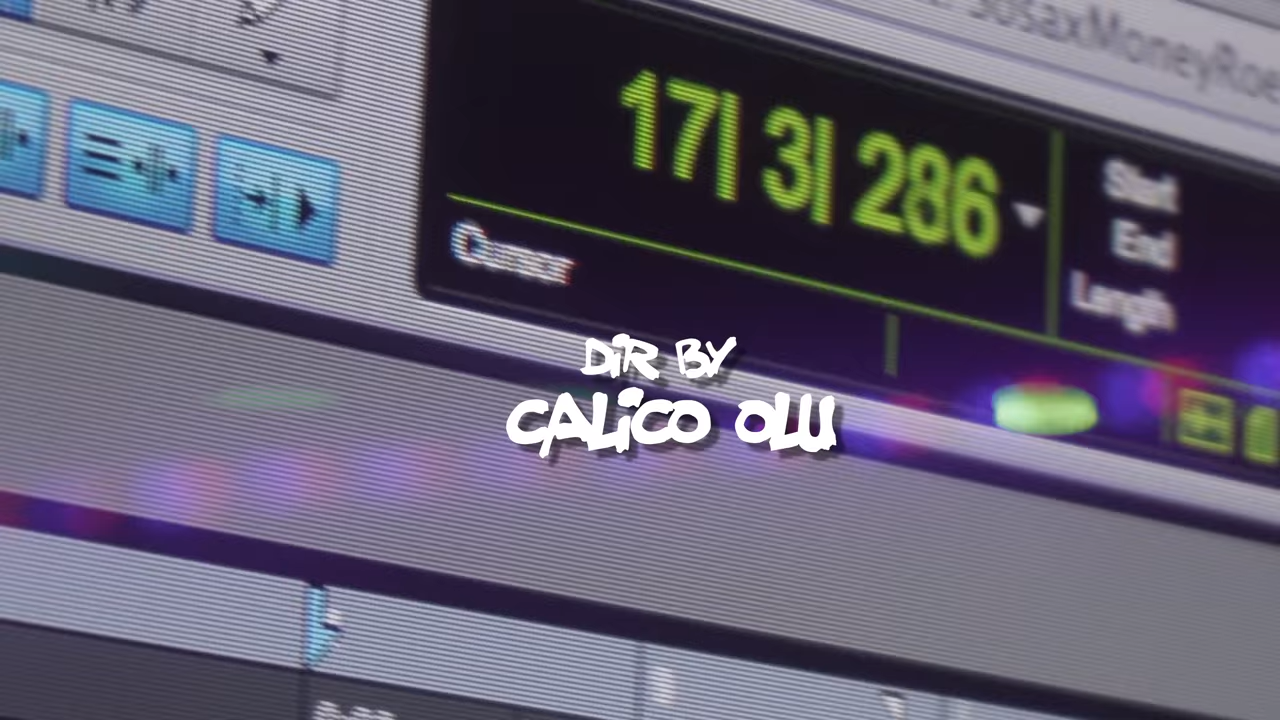 17| 3| 286
Start
End
Length
Cursor
DiR BY
CALiCO OLU